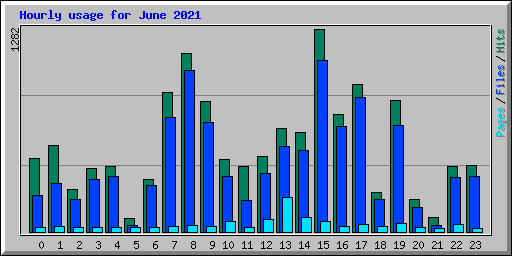 Hourly usage for June 2021
1282
Pages / Files / Hits
0 1 2 3 4 5 6 7 8 9 10 11 12 13 14 15 16 17 18 19 20 21 22 23